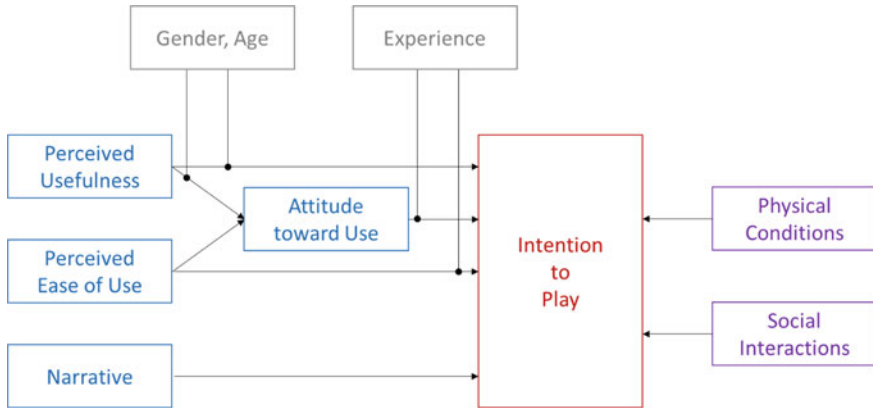 Gender, Age
Experience
Perceived
Usefulness
Attitude
toward Use
Perceived
Ease of Use
Narrative
Intention
to
Play
Physical
Conditions
Social
Interactions